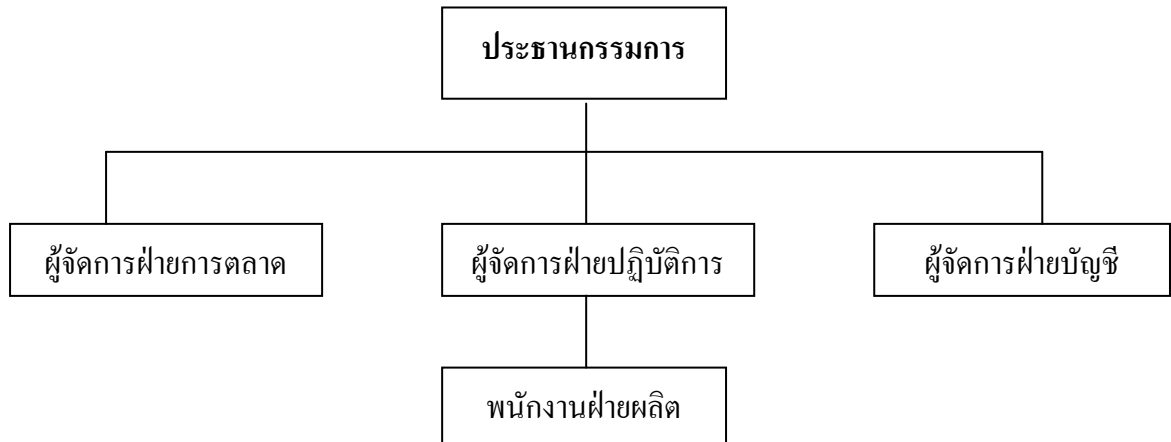 ประธานกรรมการ
ผู้จัดการฝ่ายการตลาด
ผู้จัดการฝ่ายปฏิบัติการ
ผู้จัดการฝ่ายบัญชี
พนักงานฝ่ายผลิต